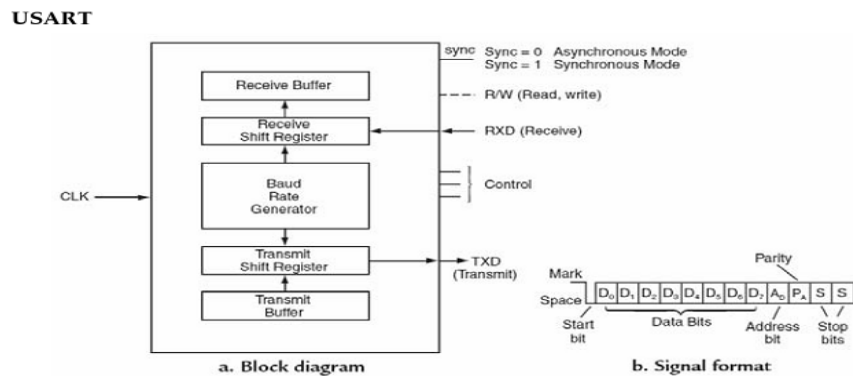 USART
sync Sync = 0 Asynchronous Mode
Sync = 1 Synchronous Mode
Receive Buffer
R/W (Read, write)
Receive
Shift Register
RXD (Receive)
CLK
Baud
Rate
Generator
Control
Transmit
Shift Register
TXD
(Transmit)
Transmit
Buffer
a. Block diagram
Parity
Mark
Space
D0 D1 D2 D3 D4 D5 D6 D7 AD PA S S
Start
bit
Data Bits
Address
bit
Stop
bits
b. Signal format